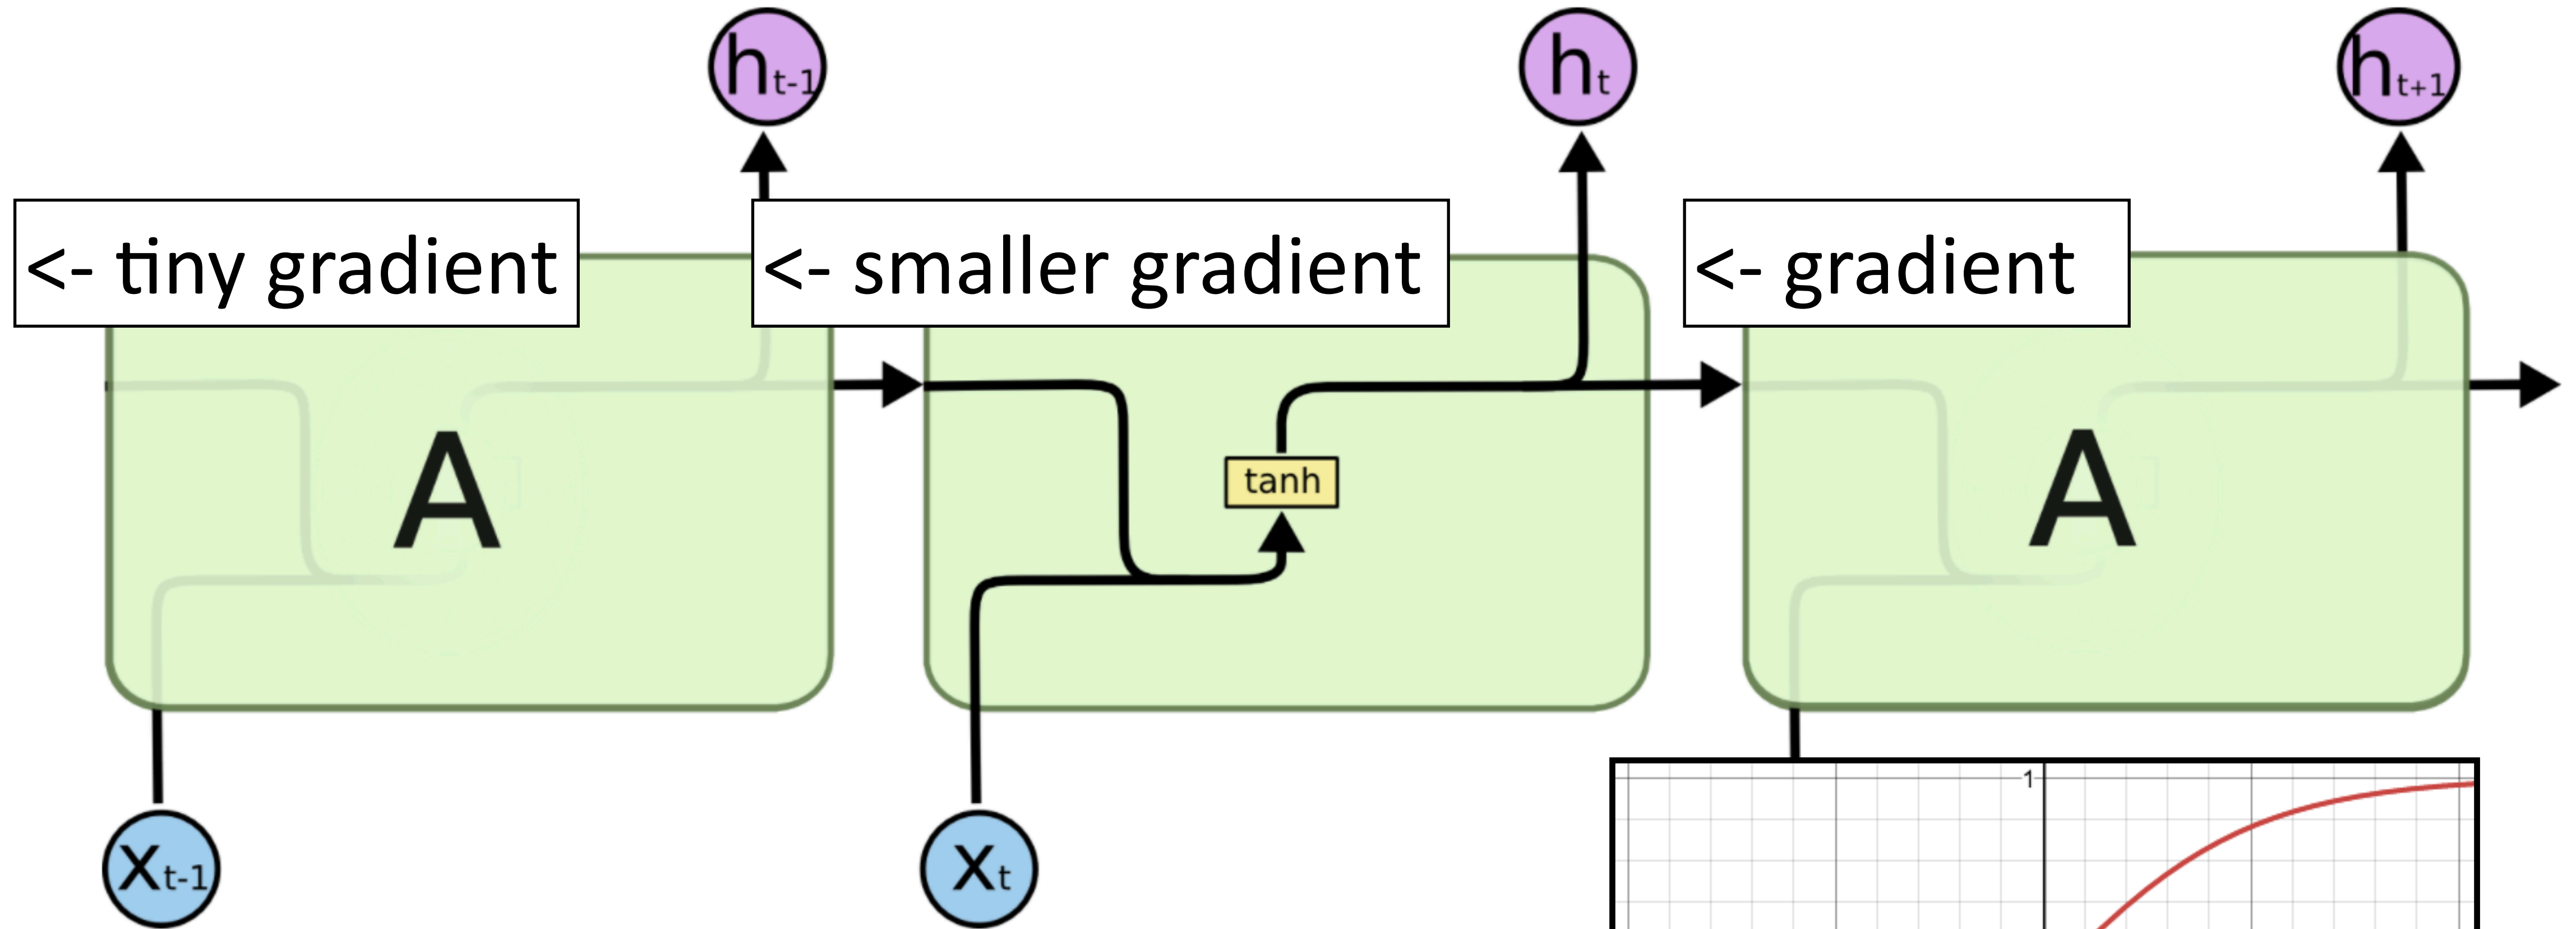 h t-1
h t
h t+1
<- tiny gradient
<- smaller gradient
<- gradient
A
tanh
A
x t-1
x t
1